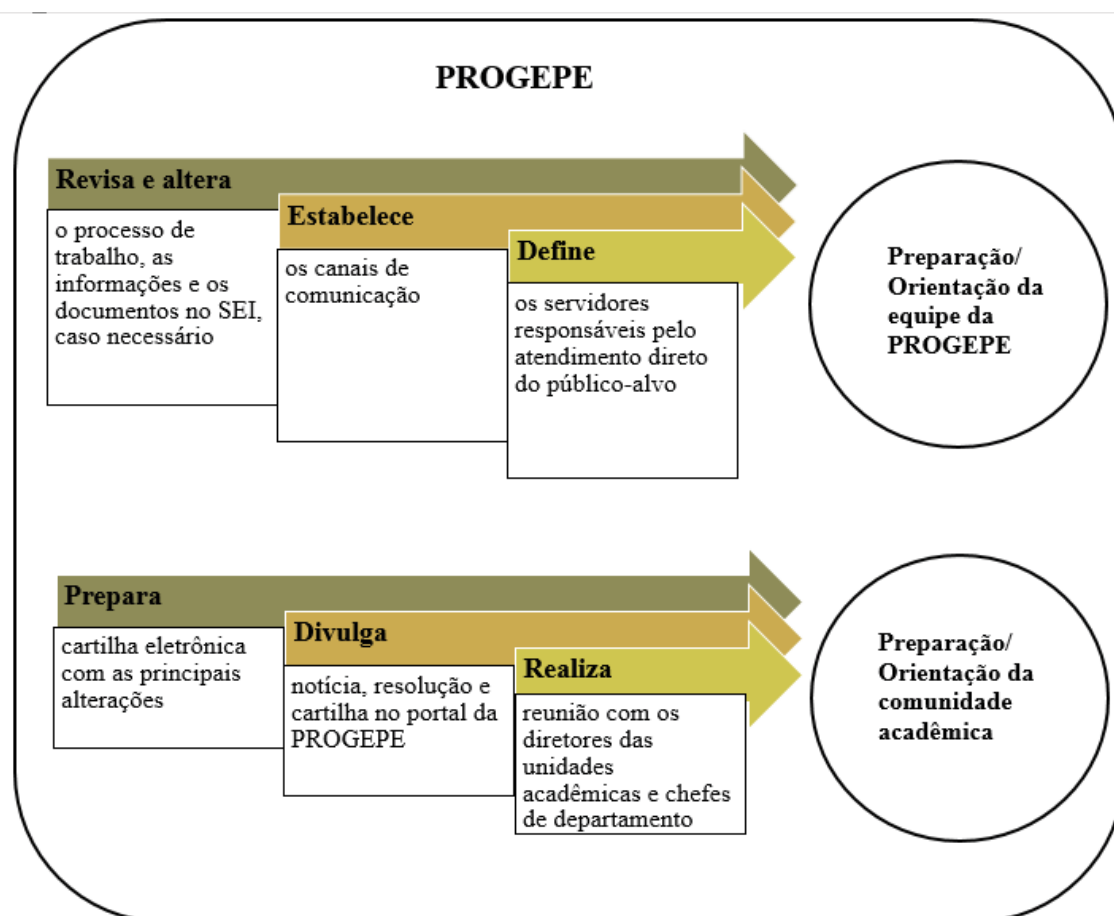 PROGEPE
Revisa e altera
o processo de
trabalho, as
informações e os
documentos no SEI,
caso necessário
Estabelece
os canais de
comunicação
Define
os servidores
responsáveis pelo
atendimento direto
do público-alvo
Preparação/
Orientação da
equipe da
PROGEPE
Prepara
cartilha eletrônica
com as principais
alterações
Divulga
notícia, resolução e
cartilha no portal da
PROGEPE
Realiza
reunião com os
diretores das
unidades
acadêmicas e chefes
de departamento
Preparação/
Orientação da
comunidade
acadêmica